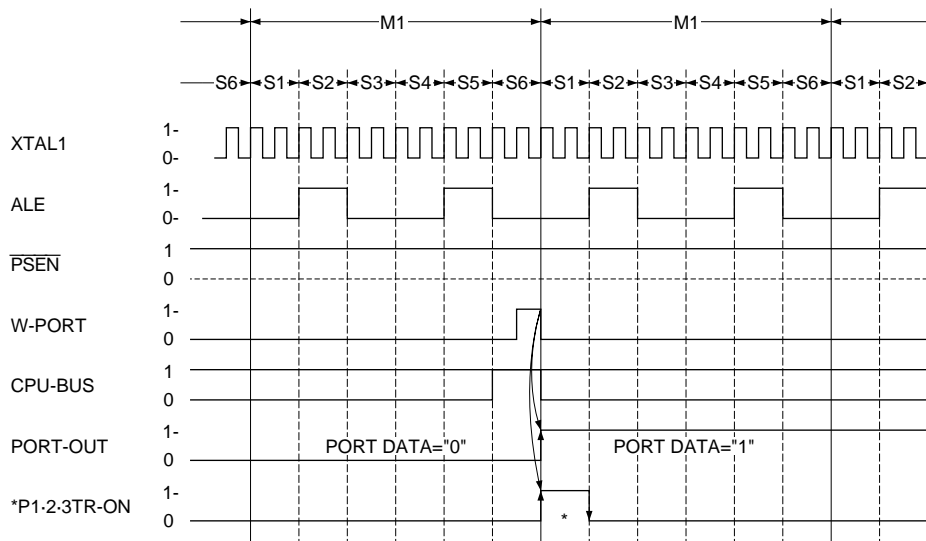 M1 M1
S6 S1 S2 S3 S4 S5 S6 S1 S2 S3 S4 S5 S6 S1 S2
XTAL1 1- 0-
ALE 1- 0-
PSEN 1 0
W-PORT 1- 0
CPU-BUS 1 0
PORT-OUT 1- 0 PORT DATA="0" PORT DATA="1"
*P1·2·3TR-ON 1- 0 *